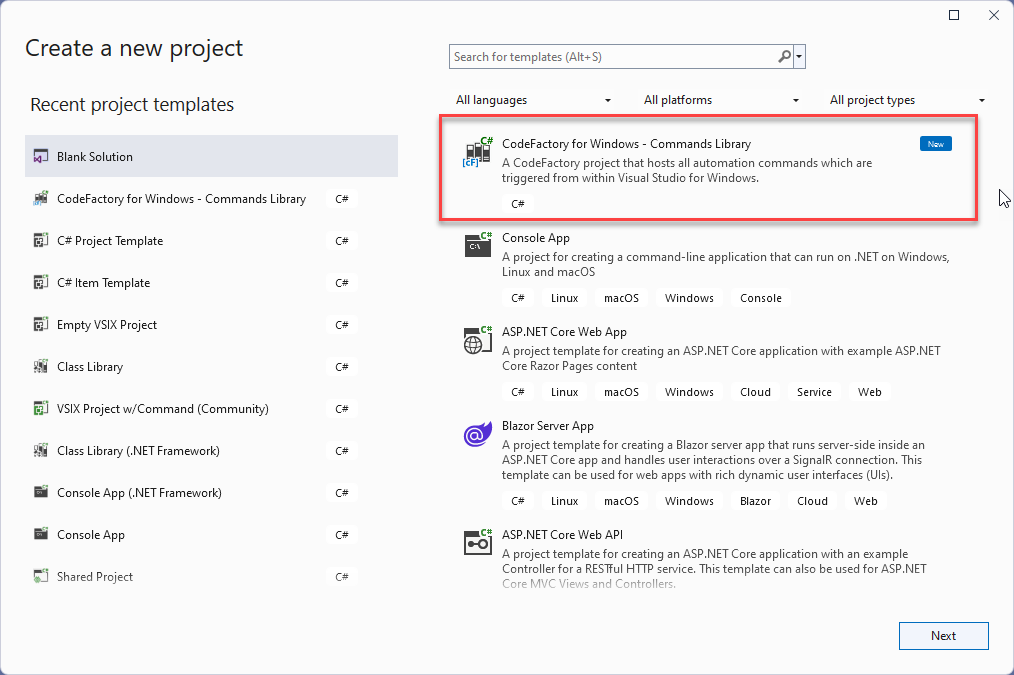 Create a new project
Search for templates (Alt+S)
Recent project templates
All languages
All platforms
All project types
Blank Solution
CodeFactory for Windows - Commands Library C#
C# Project Template C#
C# Item Template C#
Empty VSIX Project C#
Class Library C#
VSIX Project w/Command (Community) C#
Class Library (.NET Framework) C#
Console App (.NET Framework) C#
Console App C#
Shared Project C#
C#
[cF]
CodeFactory for Windows - Commands Library
New
A CodeFactory project that hosts all automation commands which are
triggered from within Visual Studio for Windows.
C#
C#
C:\
Console App
A project for creating a command-line application that can run on .NET on Windows,
Linux and macOS
C# Linux macOS Windows Console
C#
ASP.NET Core Web App
A project template for creating an ASP.NET Core application with example ASP.NET
Core Razor Pages content
C# Linux macOS Windows Cloud Service Web
@
Blazor Server App
A project template for creating a Blazor server app that runs server-side inside an
ASP.NET Core app and handles user interactions over a SignalR connection. This
template can be used for web apps with rich dynamic user interfaces (UIs).
C# Linux macOS Windows Blazor Cloud Web
C#
ASP.NET Core Web API
A project template for creating an ASP.NET Core application with an example
Controller for a RESTful HTTP service. This template can also be used for ASP.NET
Core MVC Views and Controllers.
Next